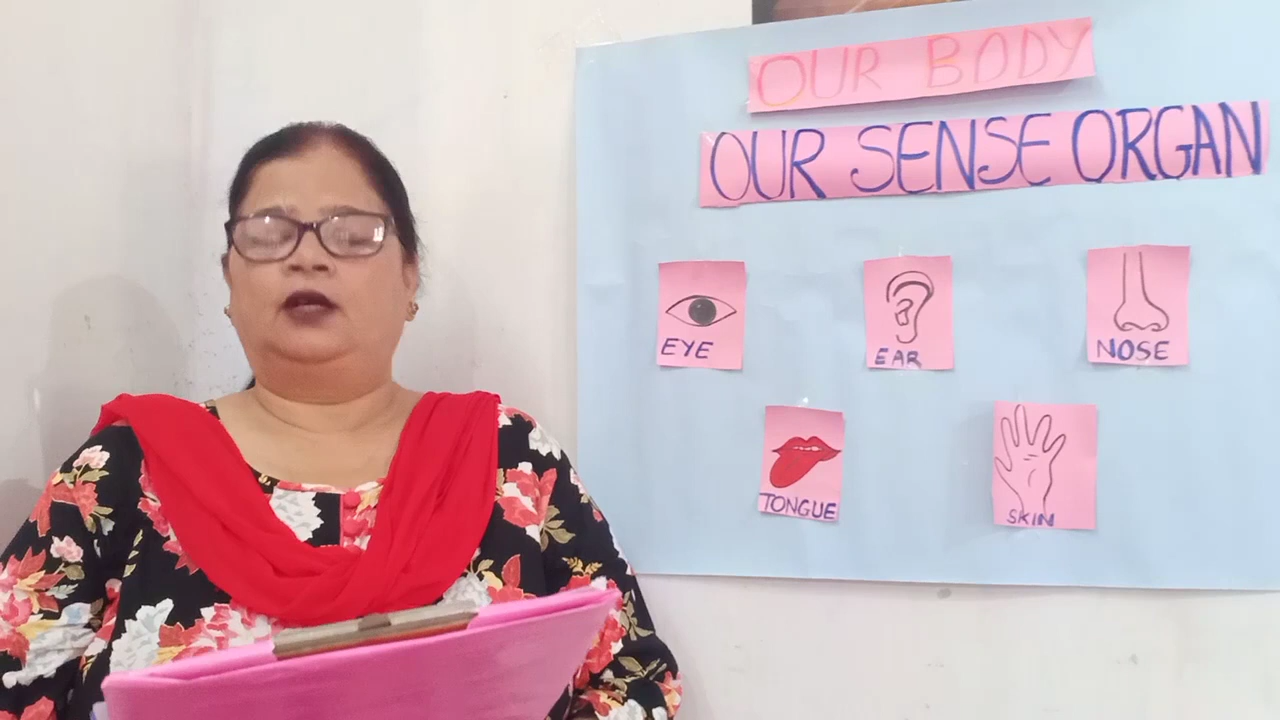 OUR BODY
OUR SENSE ORGAN
EYE
EAR
NOSE
TONGUE
SKIN